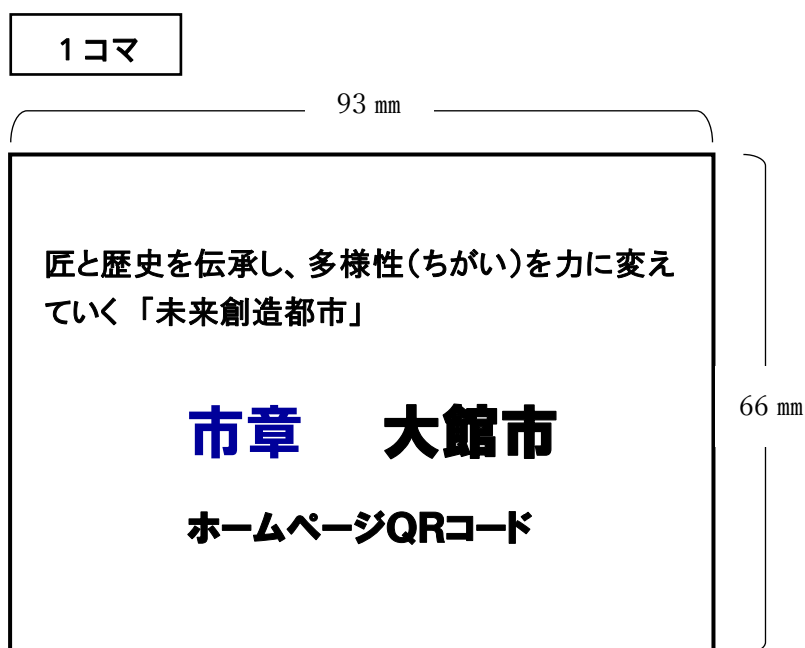 1コマ
93 ㎜
匠と歴史を伝承し、多様性（ちがい）を力に変え
ていく「未来創造都市」
66 ㎜
市章　大館市
ホームページQRコード